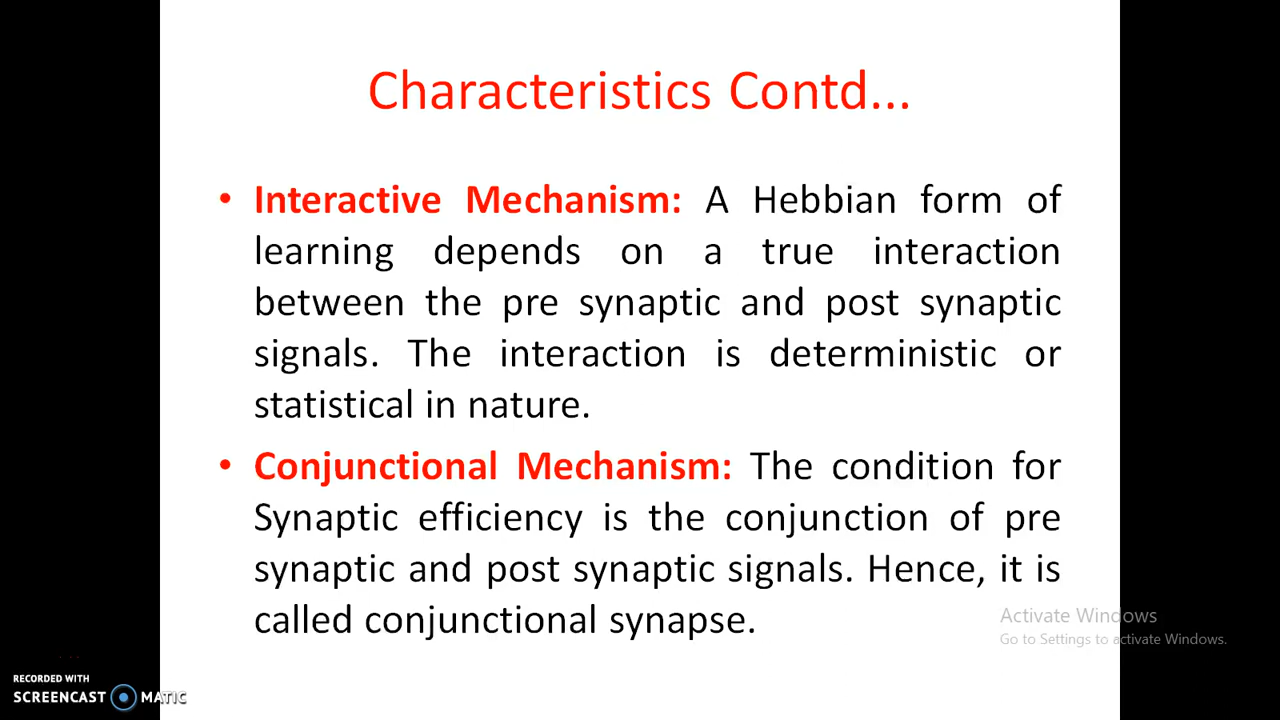 Characteristics Contd...
• Interactive Mechanism: A Hebbian form of
learning depends on a true interaction
between the pre synaptic and post synaptic
signals. The interaction is deterministic or
statistical in nature.
• Conjunctional Mechanism: The condition for
Synaptic efficiency is the conjunction of pre
synaptic and post synaptic signals. Hence, it is
called conjunctional synapse.
Activate Windows
Go to Settings to activate Windows.
RECORDED WITH
SCREENCAST MATIC